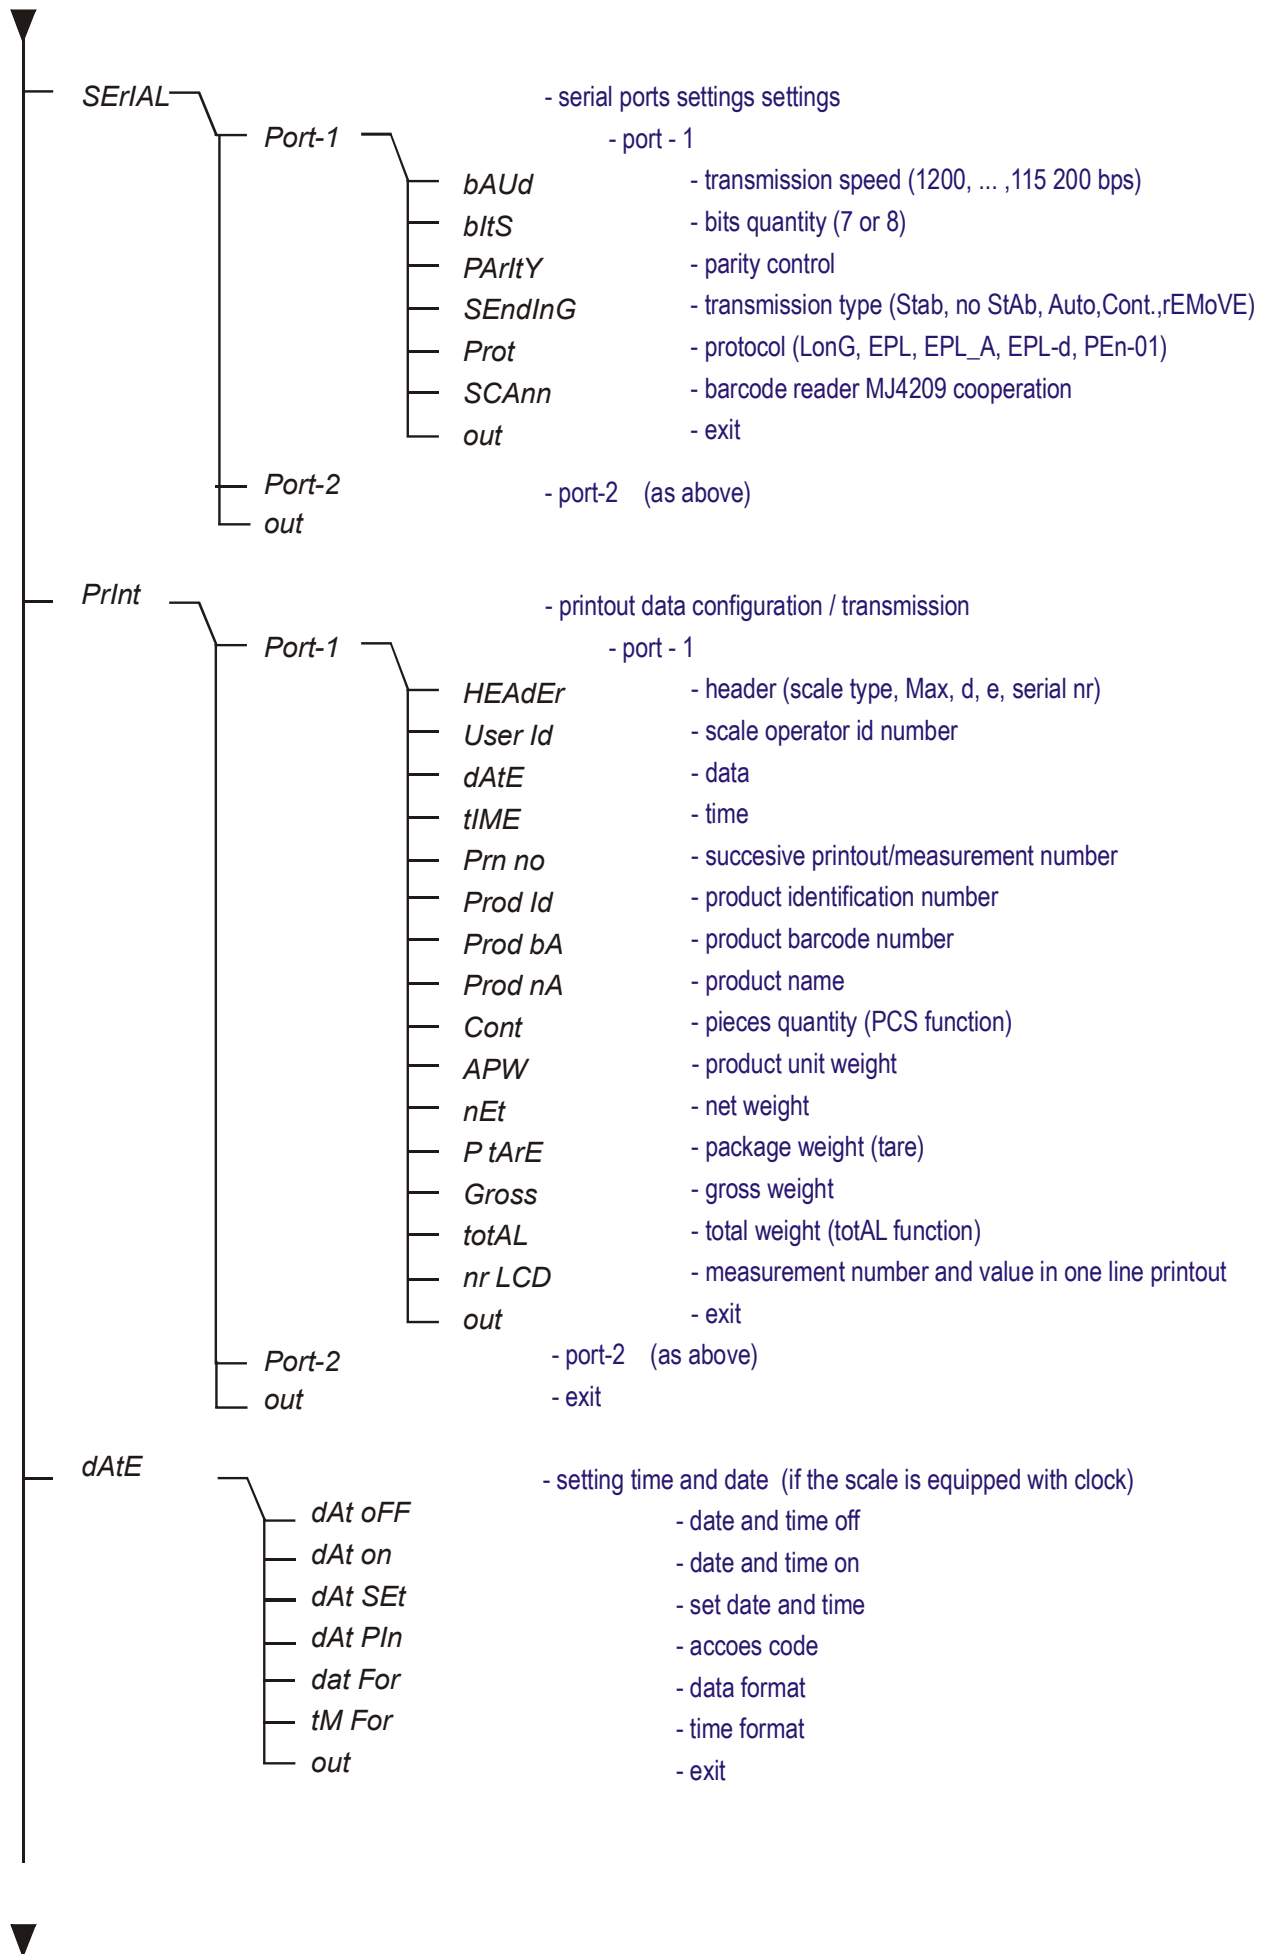 SErIAL - serial ports settings settings
Port-1 - port - 1
bAUd - transmission speed (1200, ... ,115 200 bps)
bItS - bits quantity (7 or 8)
PArItY - parity control
SEndInG - transmission type (Stab, no StAb, Auto,Cont.,rEMoVE)
Prot - protocol (LonG, EPL, EPL_A, EPL-d, PEn-01)
SCAnn - barcode reader MJ4209 cooperation
out - exit
Port-2 - port-2 (as above)
out
PrInt - printout data configuration / transmission
Port-1 - port - 1
HEAdEr - header (scale type, Max, d, e, serial nr)
User Id - scale operator id number
dAtE - data
tIME - time
Prn no - succesive printout/measurement number
Prod Id - product identification number
Prod bA - product barcode number
Prod nA - product name
Cont - pieces quantity (PCS function)
APW - product unit weight
nEt - net weight
P tArE - package weight (tare)
Gross - gross weight
totAL - total weight (totAL function)
nr LCD - measurement number and value in one line printout
out - exit
Port-2 - port-2 (as above)
out - exit
dAtE - setting time and date (if the scale is equipped with clock)
dAt oFF - date and time off
dAt on - date and time on
dAt SEt - set date and time
dAt PIn - accoes code
dat For - data format
tM For - time format
out - exit